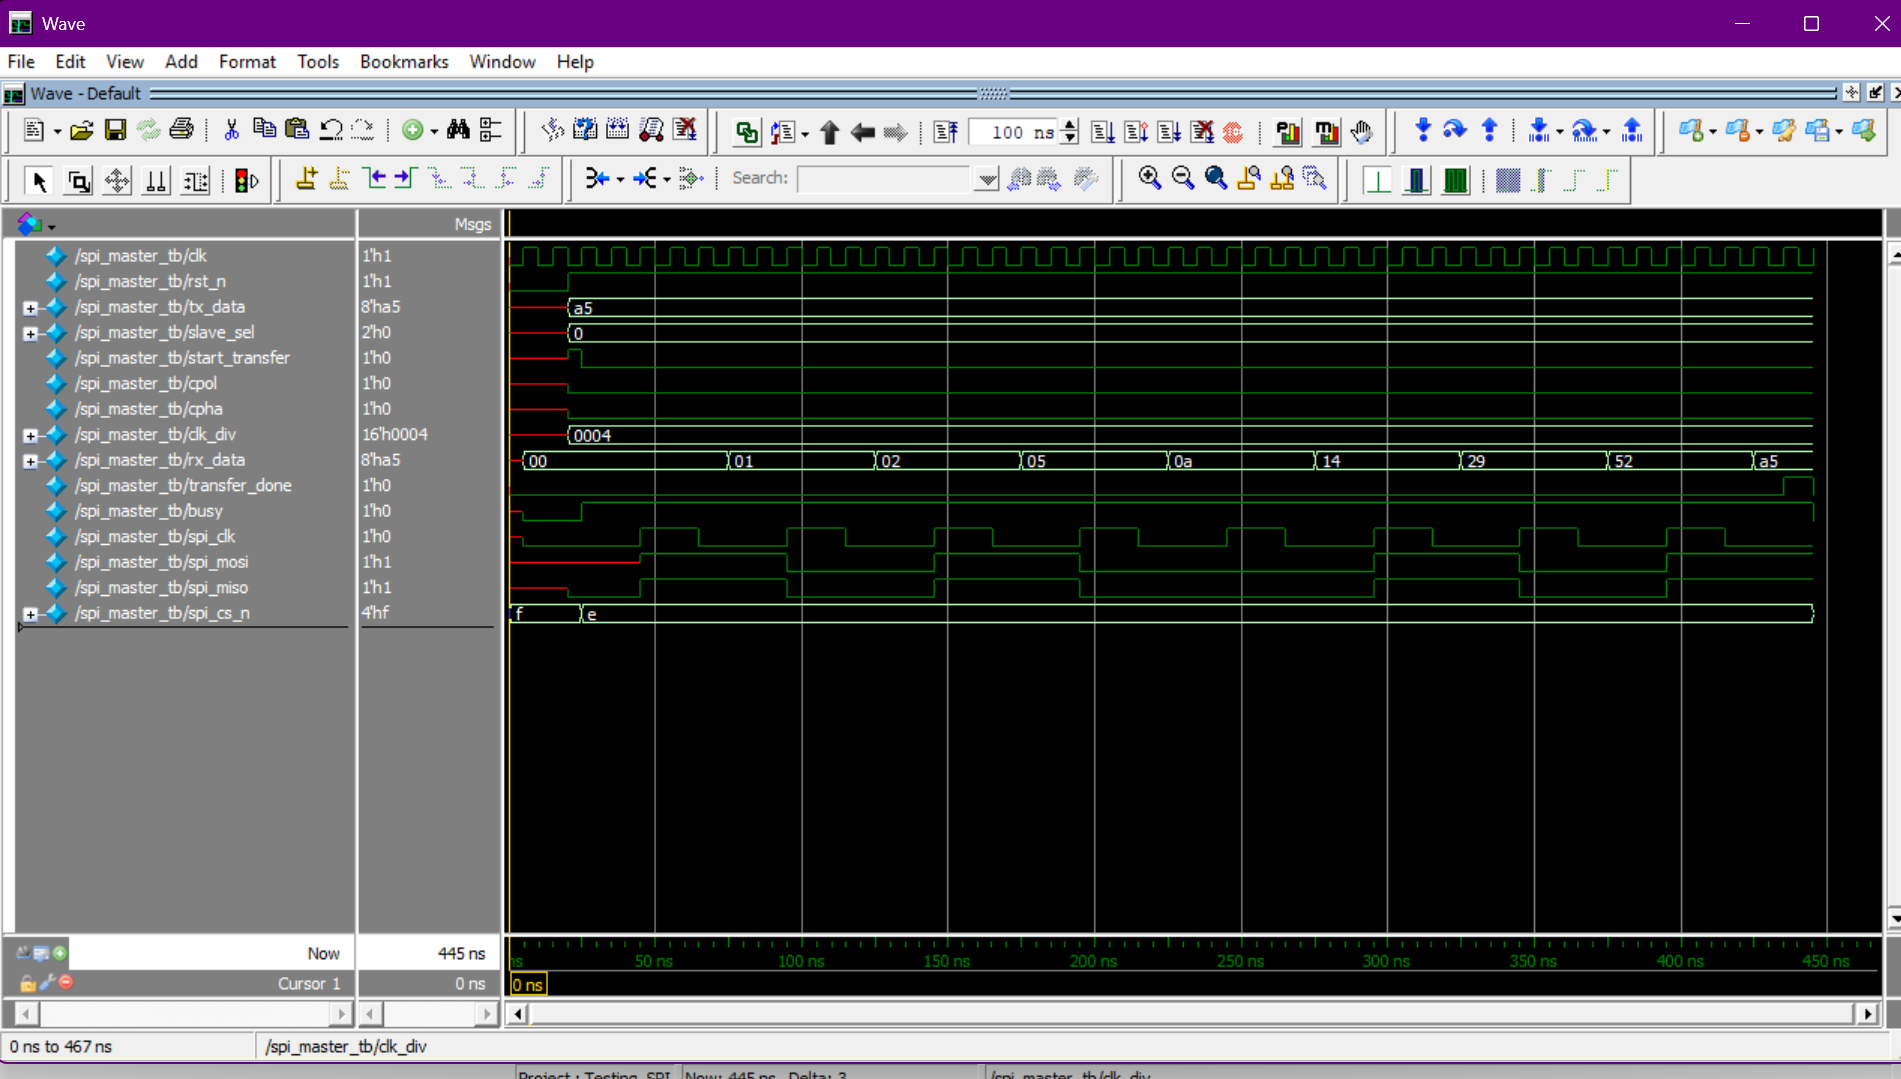 Wave
File Edit View Add Format Tools Bookmarks Window Help
Wave - Default
100 ns
Search:
Msgs
/spi_master_tb/clk 1'h1
/spi_master_tb/rst_n 1'h1
/spi_master_tb/tx_data 8'ha5 a5
/spi_master_tb/slave_sel 2'h0 0
/spi_master_tb/start_transfer 1'h0
/spi_master_tb/cpol 1'h0
/spi_master_tb/cpha 1'h0
/spi_master_tb/clk_div 16'h0004 0004
/spi_master_tb/rx_data 8'ha5 00 01 02 05 0a 14 29 52 a5
/spi_master_tb/transfer_done 1'h0
/spi_master_tb/busy 1'h0
/spi_master_tb/spi_clk 1'h0
/spi_master_tb/spi_mosi 1'h1
/spi_master_tb/spi_miso 1'h1
/spi_master_tb/spi_cs_n 4'hf f e
Now 445 ns ns 50 ns 100 ns 150 ns 200 ns 250 ns 300 ns 350 ns 400 ns 450 ns
Cursor 1 0 ns 0 ns
0 ns to 467 ns /spi_master_tb/clk_div
Project : Testing_SPI Now: 445 ns Delta: 3 /spi_master_tb/clk_div